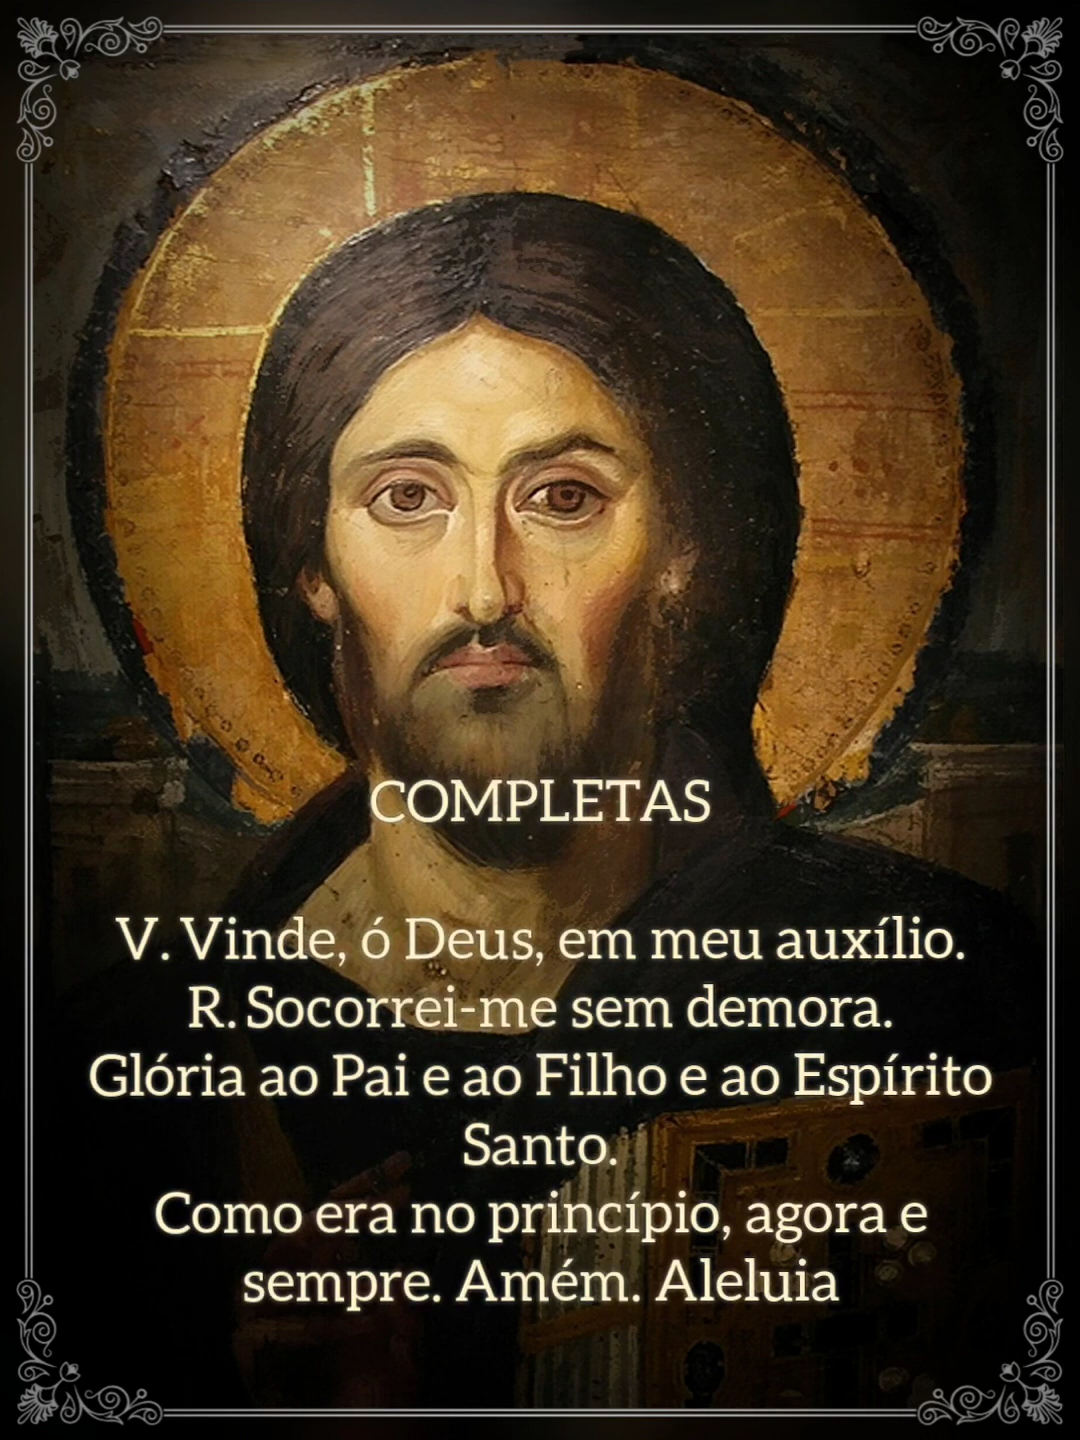 COMPLETAS
V. Vinde, ó Deus, em meu auxílio.
R. Socorrei-me sem demora.
Glória ao Pai e ao Filho e ao Espírito
Santo.
Como era no princípio, agora e
sempre. Amém. Aleluia